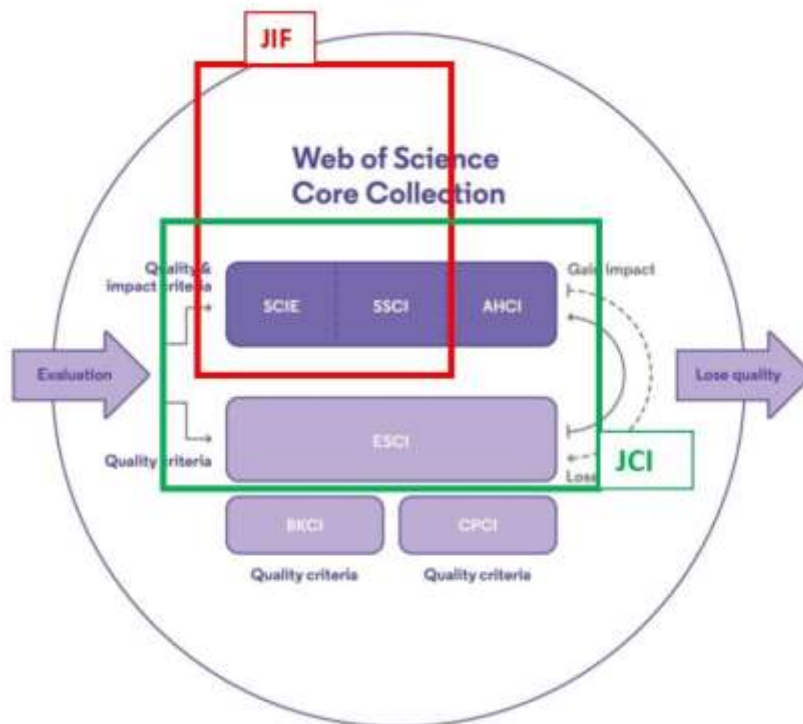 JIF
Web of Science
Core Collection
Quality &
impact criteria
Gain impact
SCIE
SSCI
AHCI
Evaluation
Lose quality
ESCI
Quality criteria
JCI
Lose
BKCI
CPCI
Quality criteria
Quality criteria